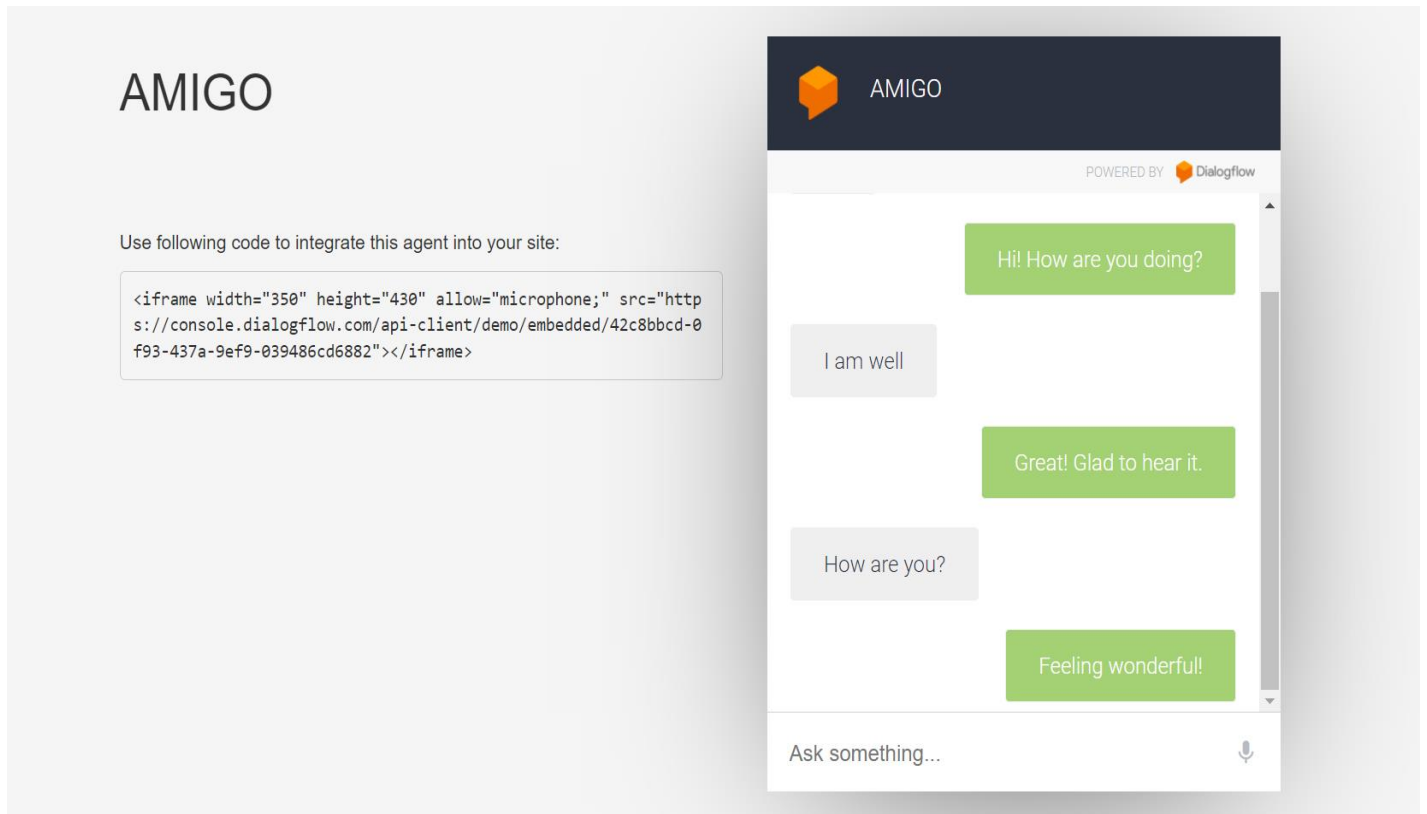 AMIGO
Use following code to integrate this agent into your site:
<iframe width="350" height="430" allow="microphone;" src="http
s://console.dialogflow.com/api-client/demo/embedded/42c8bbcd-0
f93-437a-9ef9-039486cd6882"></iframe>
AMIGO
POWERED BY Dialogflow
Hi! How are you doing?
I am well
Great! Glad to hear it.
How are you?
Feeling wonderful!
Ask something...